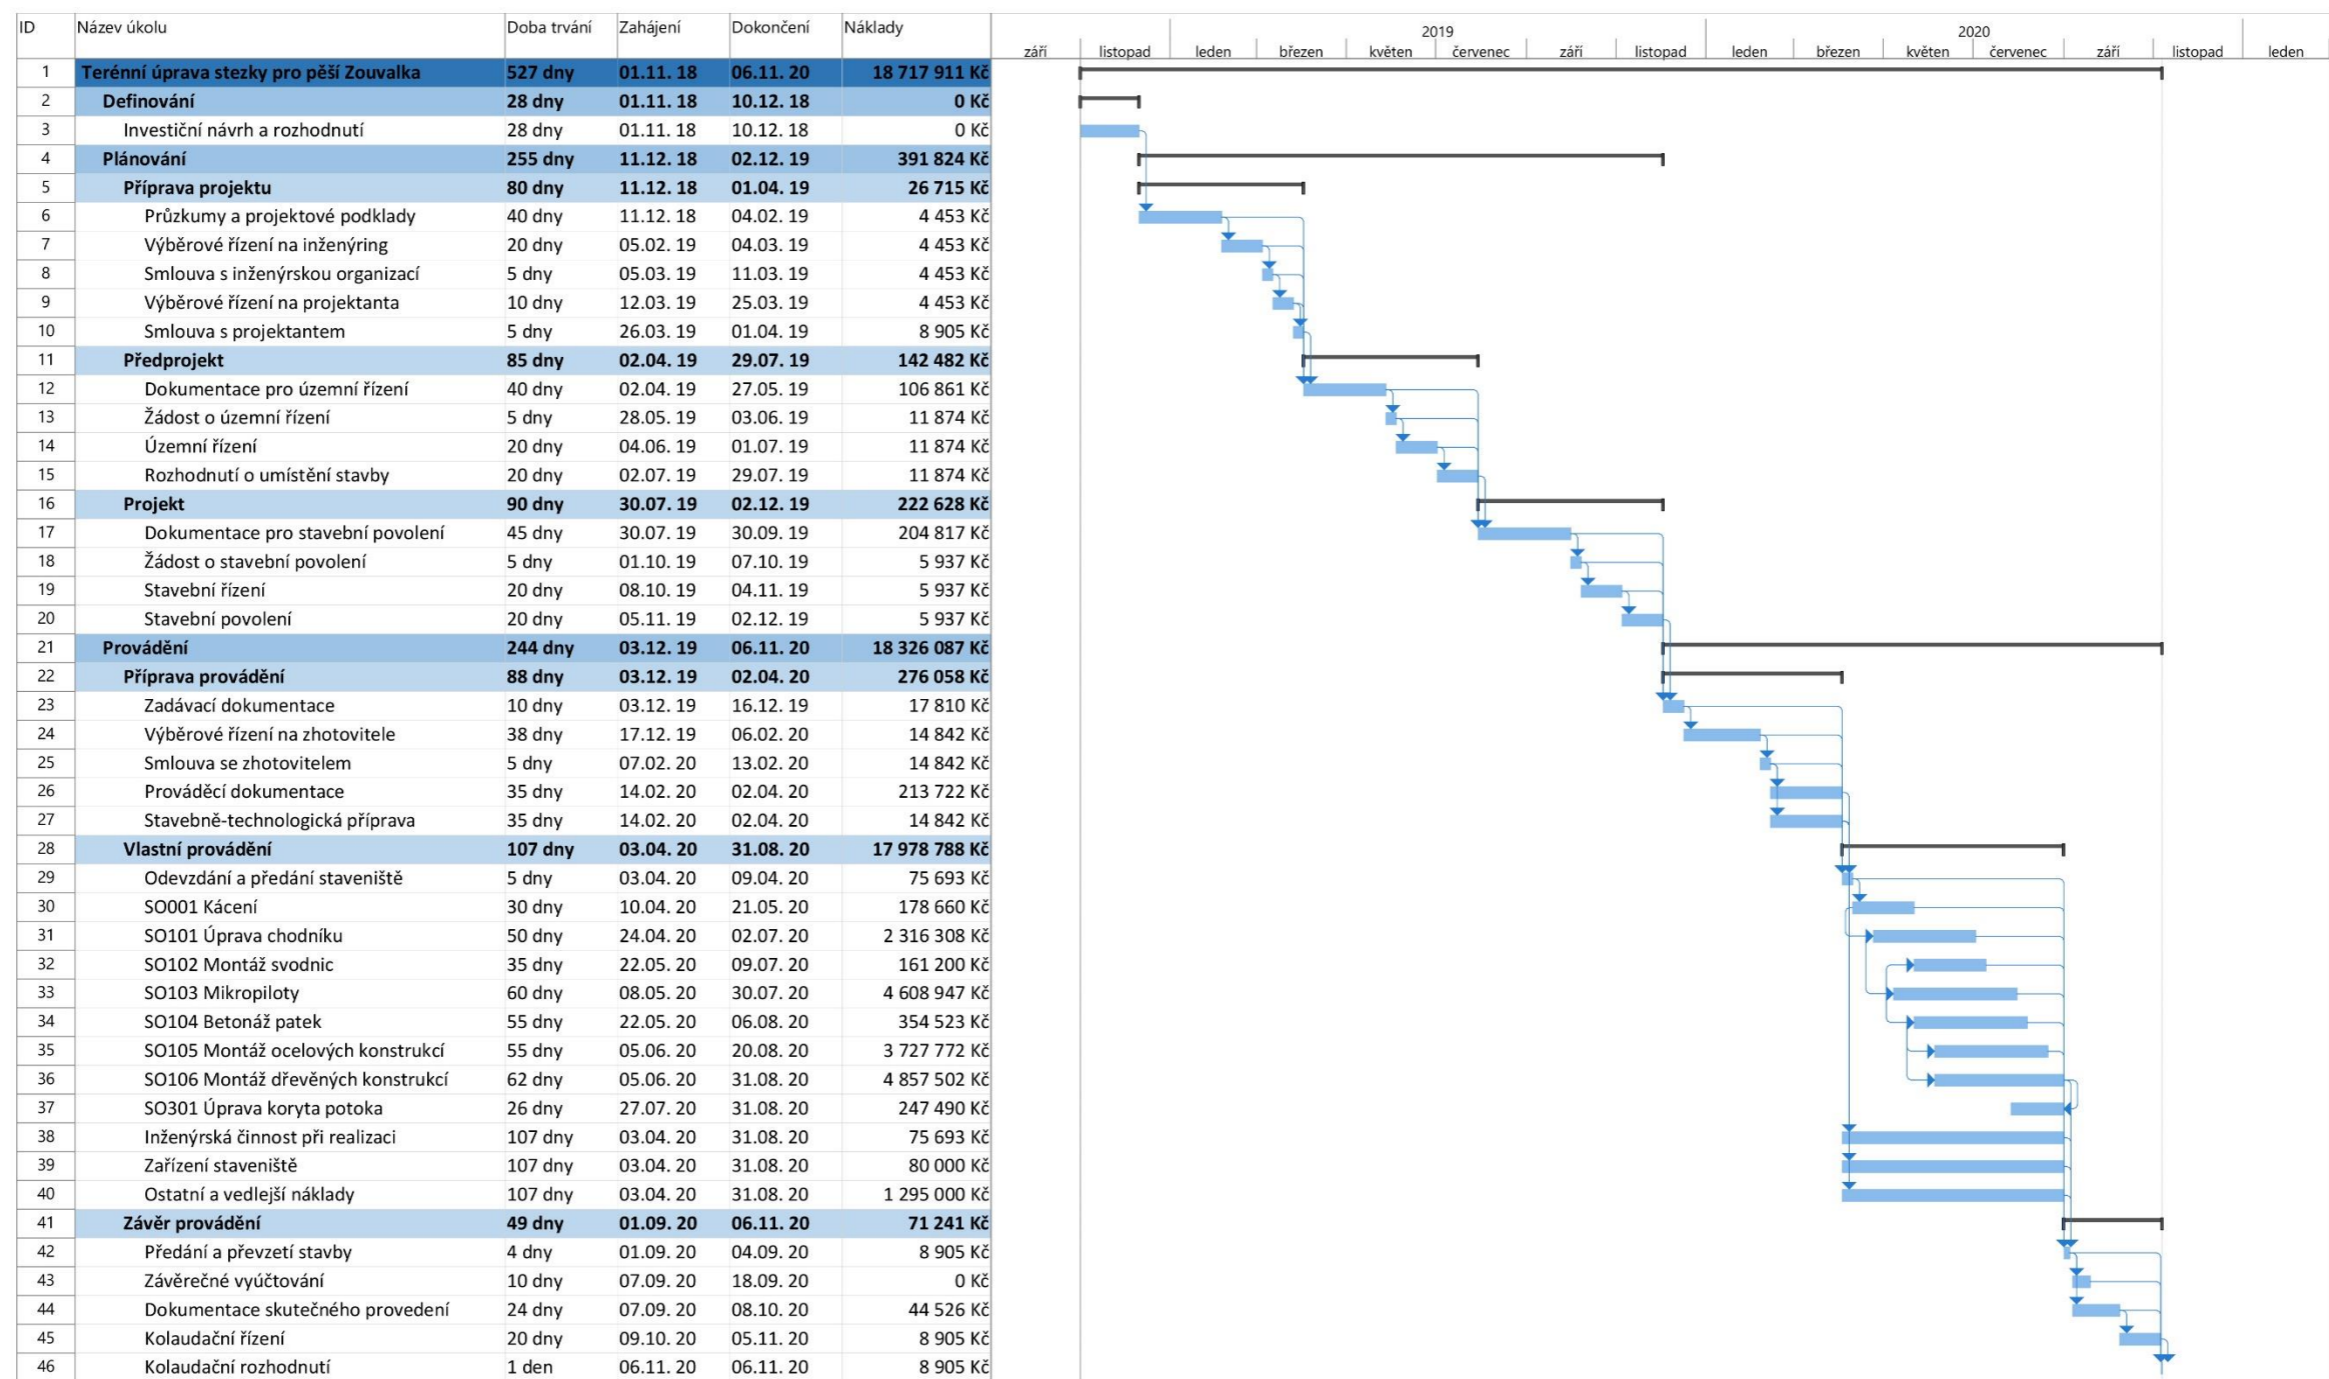 ID Název úkolu Doba trvání Zahájení Dokončení Náklady
2019 2020
září listopad leden březen květen červenec září listopad leden březen květen červenec září listopad leden
1 Terénní úprava stezky pro pěší Zouvalka 527 dny 01.11. 18 06.11. 20 18 717 911 Kč
2 Definování 28 dny 01.11. 18 10.12. 18 0 Kč
3 Investiční návrh a rozhodnutí 28 dny 01.11. 18 10.12. 18 0 Kč
4 Plánování 255 dny 11.12. 18 02.12. 19 391 824 Kč
5 Příprava projektu 80 dny 11.12. 18 01.04. 19 26 715 Kč
6 Průzkumy a projektové podklady 40 dny 11.12. 18 04.02. 19 4 453 Kč
7 Výběrové řízení na inženýring 20 dny 05.02. 19 04.03. 19 4 453 Kč
8 Smlouva s inženýrskou organizací 5 dny 05.03. 19 11.03. 19 4 453 Kč
9 Výběrové řízení na projektanta 10 dny 12.03. 19 25.03. 19 4 453 Kč
10 Smlouva s projektantem 5 dny 26.03. 19 01.04. 19 8 905 Kč
11 Předprojekt 85 dny 02.04. 19 29.07. 19 142 482 Kč
12 Dokumentace pro územní řízení 40 dny 02.04. 19 27.05. 19 106 861 Kč
13 Žádost o územní řízení 5 dny 28.05. 19 03.06. 19 11 874 Kč
14 Územní řízení 20 dny 04.06. 19 01.07. 19 11 874 Kč
15 Rozhodnutí o umístění stavby 20 dny 02.07. 19 29.07. 19 11 874 Kč
16 Projekt 90 dny 30.07. 19 02.12. 19 222 628 Kč
17 Dokumentace pro stavební povolení 45 dny 30.07. 19 30.09. 19 204 817 Kč
18 Žádost o stavební povolení 5 dny 01.10. 19 07.10. 19 5 937 Kč
19 Stavební řízení 20 dny 08.10. 19 04.11. 19 5 937 Kč
20 Stavební povolení 20 dny 05.11. 19 02.12. 19 5 937 Kč
21 Provádění 244 dny 03.12. 19 06.11. 20 18 326 087 Kč
22 Příprava provádění 88 dny 03.12. 19 02.04. 20 276 058 Kč
23 Zadávací dokumentace 10 dny 03.12. 19 16.12. 19 17 810 Kč
24 Výběrové řízení na zhotovitele 38 dny 17.12. 19 06.02. 20 14 842 Kč
25 Smlouva se zhotovitelem 5 dny 07.02. 20 13.02. 20 14 842 Kč
26 Prováděcí dokumentace 35 dny 14.02. 20 02.04. 20 213 722 Kč
27 Stavebně-technologická příprava 35 dny 14.02. 20 02.04. 20 14 842 Kč
28 Vlastní provádění 107 dny 03.04. 20 31.08. 20 17 978 788 Kč
29 Odevzdání a předání staveniště 5 dny 03.04. 20 09.04. 20 75 693 Kč
30 SO001 Kácení 30 dny 10.04. 20 21.05. 20 178 660 Kč
31 SO101 Úprava chodníku 50 dny 24.04. 20 02.07. 20 2 316 308 Kč
32 SO102 Montáž svodnic 35 dny 22.05. 20 09.07. 20 161 200 Kč
33 SO103 Mikropiloty 60 dny 08.05. 20 30.07. 20 4 608 947 Kč
34 SO104 Betonáž patek 55 dny 22.05. 20 06.08. 20 354 523 Kč
35 SO105 Montáž ocelových konstrukcí 55 dny 05.06. 20 20.08. 20 3 727 772 Kč
36 SO106 Montáž dřevěných konstrukcí 62 dny 05.06. 20 31.08. 20 4 857 502 Kč
37 SO301 Úprava koryta potoka 26 dny 27.07. 20 31.08. 20 247 490 Kč
38 Inženýrská činnost při realizaci 107 dny 03.04. 20 31.08. 20 75 693 Kč
39 Zařízení staveniště 107 dny 03.04. 20 31.08. 20 80 000 Kč
40 Ostatní a vedlejší náklady 107 dny 03.04. 20 31.08. 20 1 295 000 Kč
41 Závěr provádění 49 dny 01.09. 20 06.11. 20 71 241 Kč
42 Předání a převzetí stavby 4 dny 01.09. 20 04.09. 20 8 905 Kč
43 Závěrečné vyúčtování 10 dny 07.09. 20 18.09. 20 0 Kč
44 Dokumentace skutečného provedení 24 dny 07.09. 20 08.10. 20 44 526 Kč
45 Kolaudační řízení 20 dny 09.10. 20 05.11. 20 8 905 Kč
46 Kolaudační rozhodnutí 1 den 06.11. 20 06.11. 20 8 905 Kč